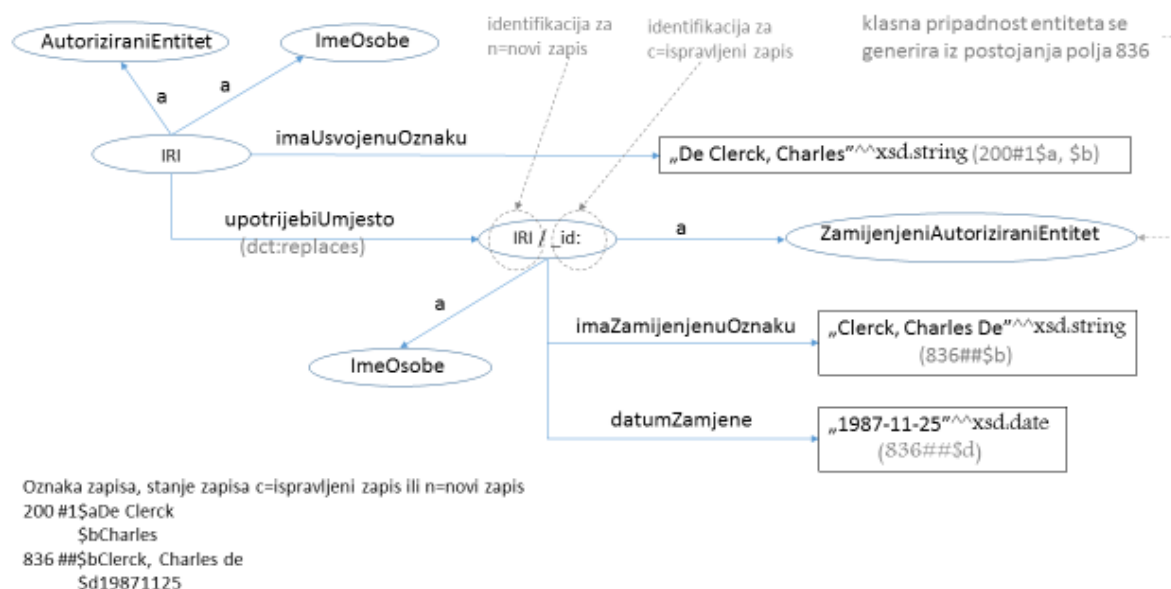 AutoriziraniEntitet
ImeOsobe
identifikacija za
n=novi zapis
identifikacija za
c=ispravljeni zapis
klasna pripadnost entiteta se
generira iz postojanja polja 836
a
a
IRI
imaUsvojenuOznaku
„De Clerck, Charles”^^xsd:string (200#1$a, $b)
upotrijebiUmjesto
(dct:replaces)
IRI / _id:
a
ZamijenjeniAutoriziraniEntitet
a
ImeOsobe
imaZamijenjenuOznaku
„Clerck, Charles De”^^xsd:string
(836##$b)
datumZamjene
„1987-11-25”^^xsd:date
(836##$d)
Oznaka zapisa, stanje zapisa c=ispravljeni zapis ili n=novi zapis
200 #1$aDe Clerck
$bCharles
836 ##$bClerck, Charles de
$d19871125